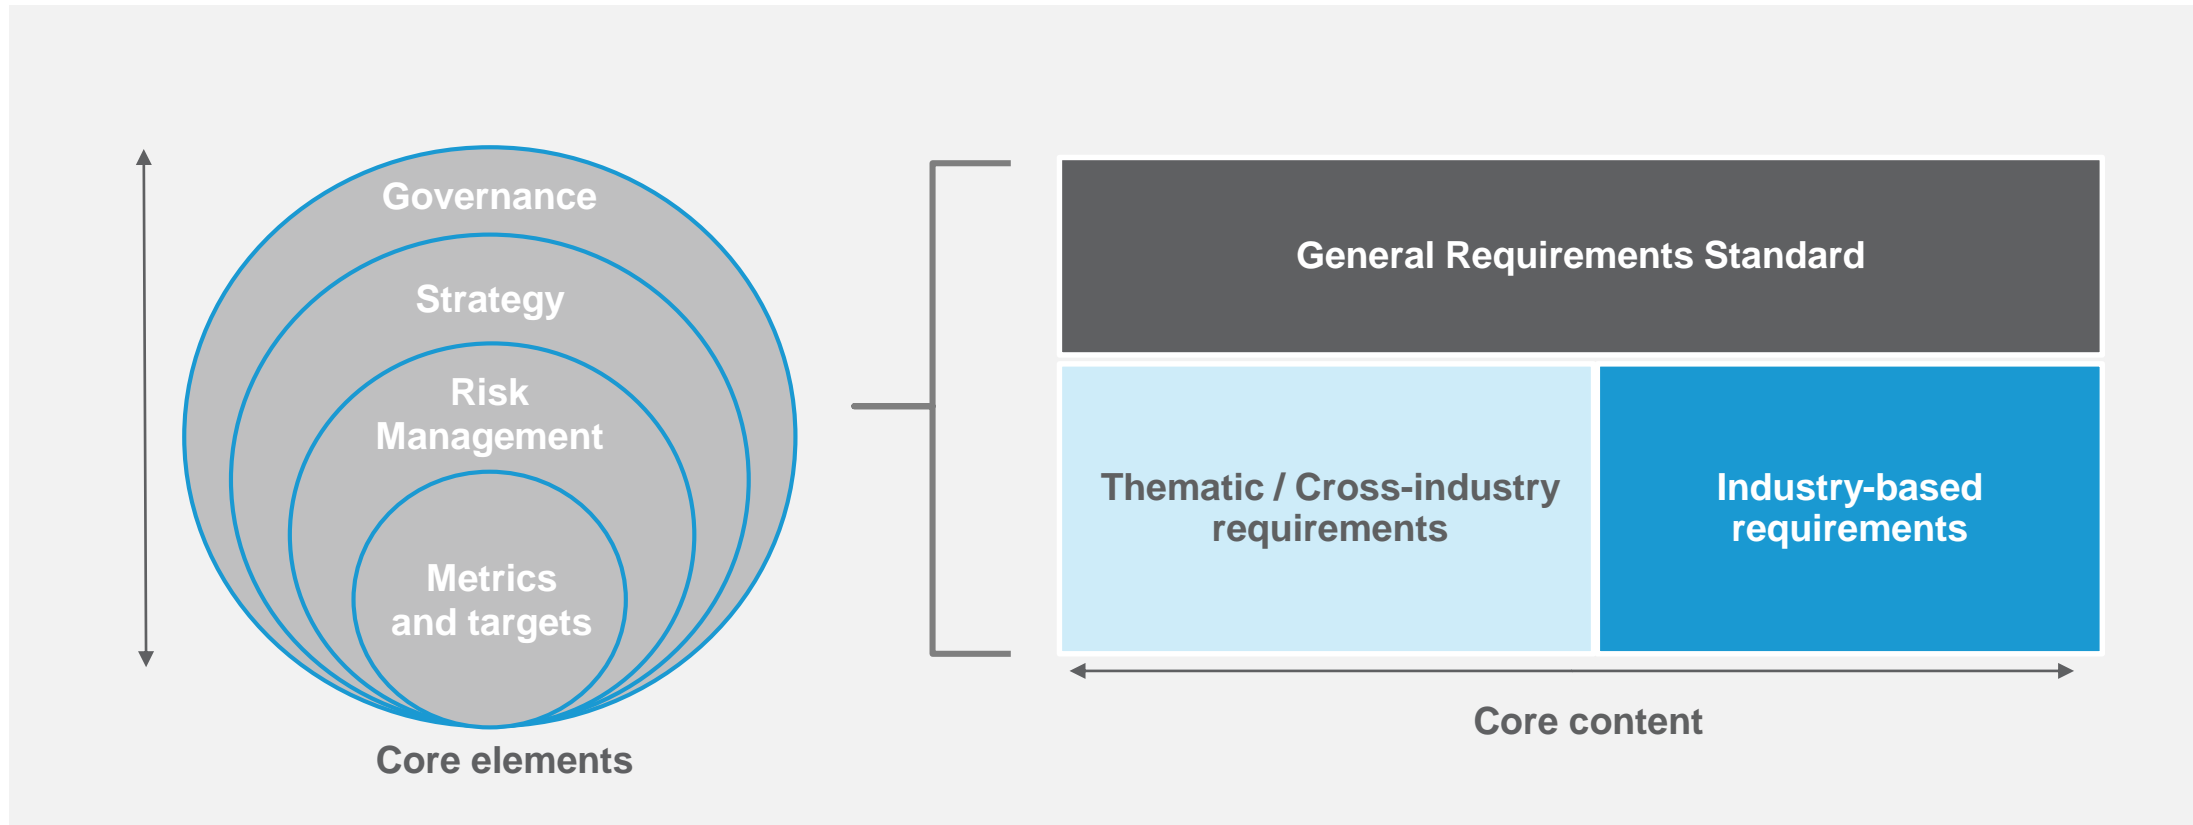 Governance
Strategy
Risk
Management
Metrics
and targets
Core elements
General Requirements Standard
Thematic / Cross-industry
requirements
Industry-based
requirements
Core content